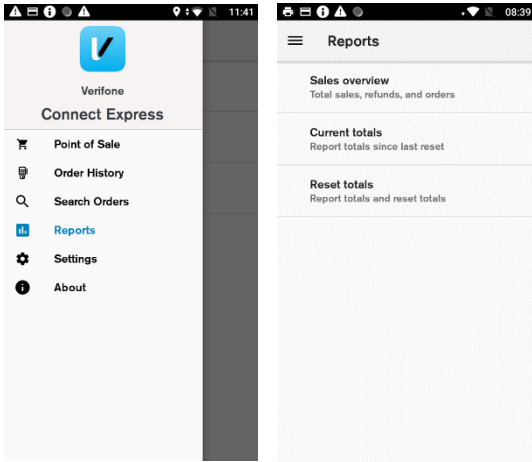 11:41
Verifone
Connect Express
Point of Sale
Order History
Search Orders
Reports
Settings
About
08:39
Reports
Sales overview
Total sales, refunds, and orders
Current totals
Report totals since last reset
Reset totals
Report totals and reset totals